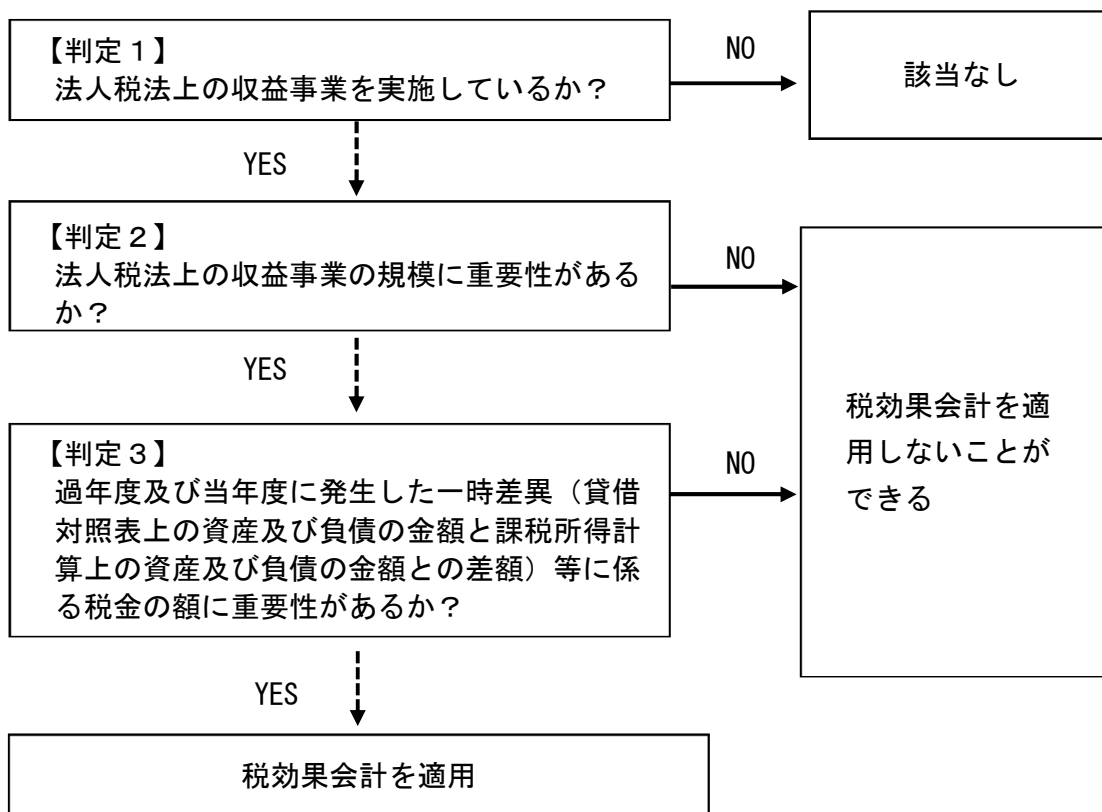 【判定１】
法人税法上の収益事業を実施しているか？
NO
該当なし
YES
【判定２】
法人税法上の収益事業の規模に重要性がある
か？
NO
税効果会計を適
用しないことが
できる
YES
【判定３】
過年度及び当年度に発生した一時差異（貸借
対照表上の資産及び負債の金額と課税所得計
算上の資産及び負債の金額との差額）等に係
る税金の額に重要性があるか？
NO
YES
税効果会計を適用